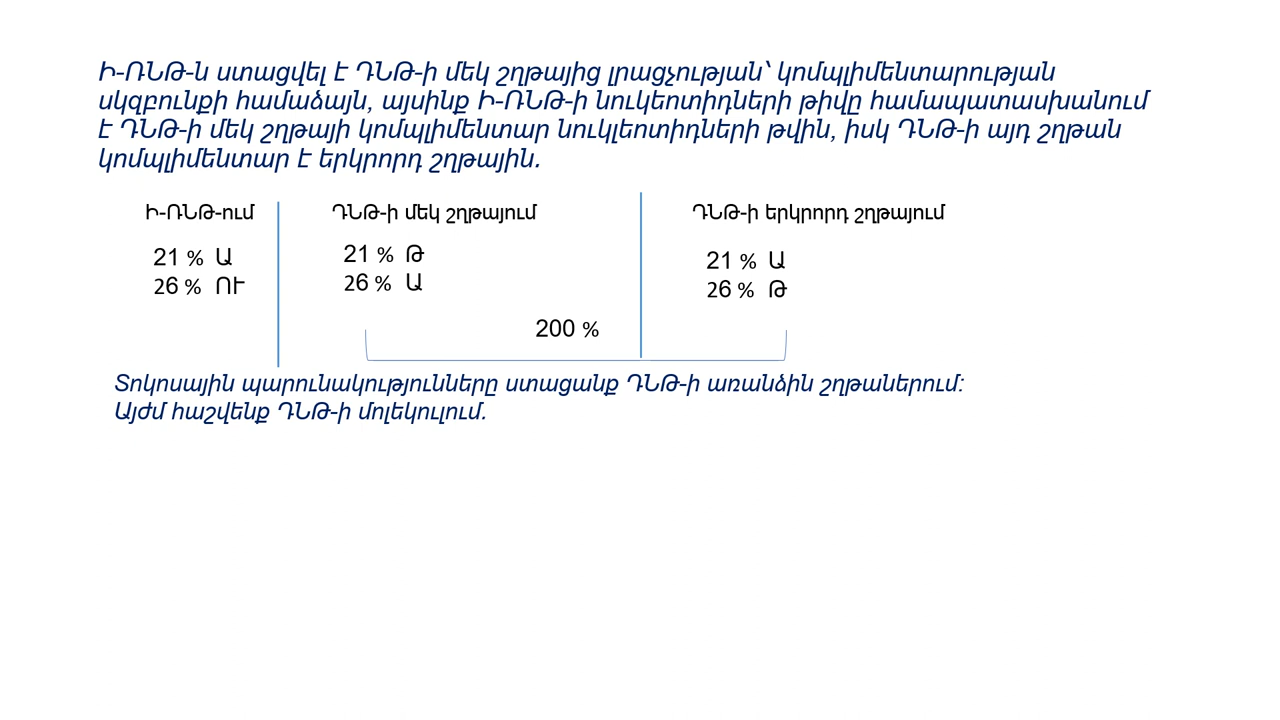 Ի-ՌՆԹ-ն ստացվել է ԴՆԹ-ի մեկ շղթայից լրացչության՝ կոմպլիմենտարության
սկզբունքի համաձայն, այսինք Ի-ՌՆԹ-ի նուկեոտիդների թիվը համապատասխանում
է ԴՆԹ-ի մեկ շղթայի կոմպլիմենտար նուկլեոտիդների թվին, իսկ ԴՆԹ-ի այդ շղթան
կոմպլիմենտար է երկրորդ շղթային.
Ի-ՌՆԹ-ում
21 % Ա
26 % ՈՒ
ԴՆԹ-ի մեկ շղթայում
21 % Թ
26 % Ա
ԴՆԹ-ի երկրորդ շղթայում
21 % Ա
26 % Թ
200 %
Տոկոսային պարունակությունները ստացանք ԴՆԹ-ի առանձին շղթաներում:
Այժմ հաշվենք ԴՆԹ-ի մոլեկուլում.